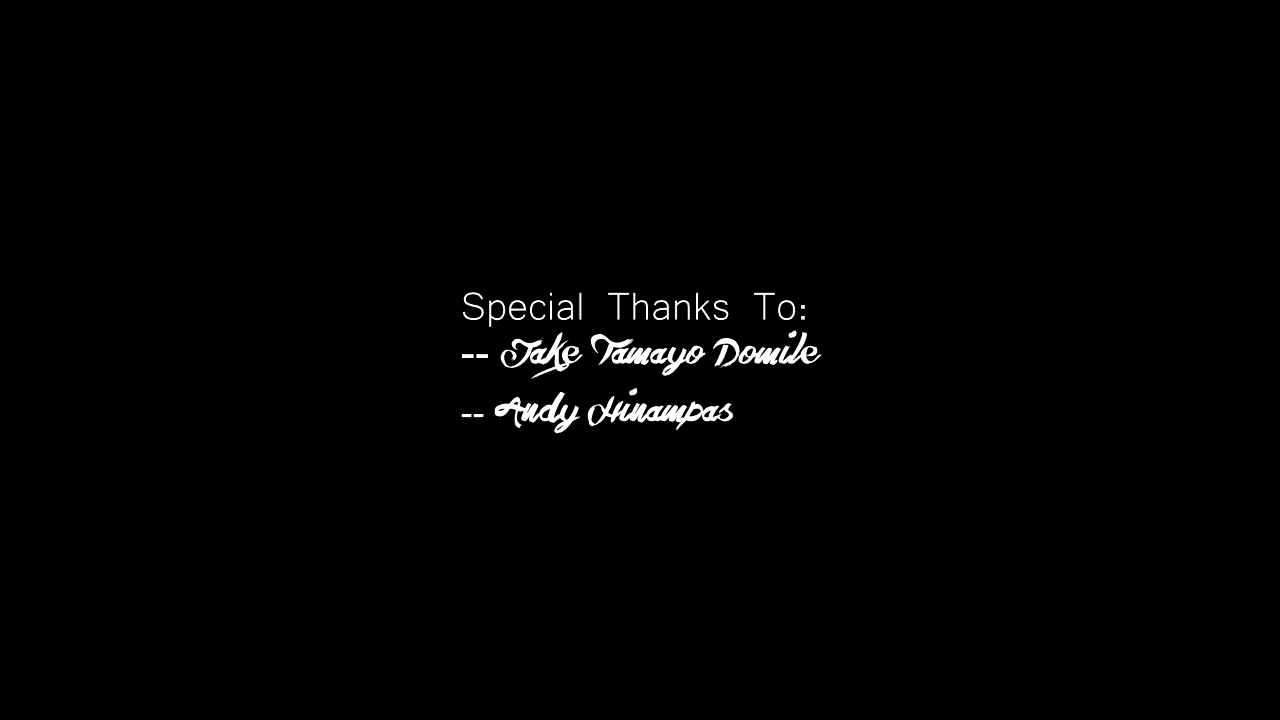 Special Thanks To:
-- Jake Tamayo Domile
-- Andy Hinampas